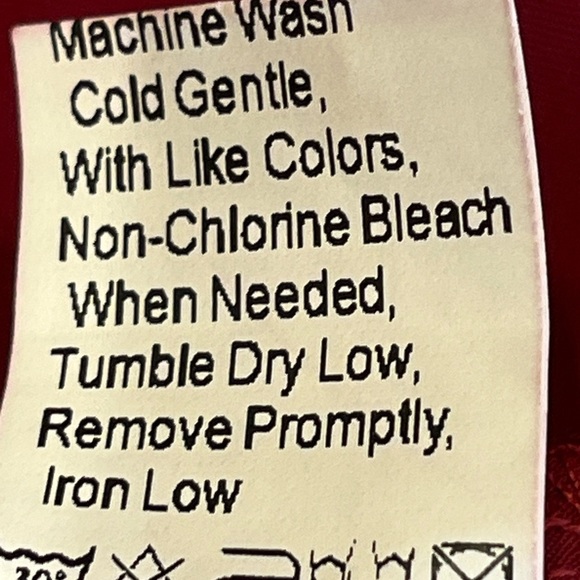 Machine Wash
Cold Gentle,
With Like Colors,
Non-Chlorine Bleach
When Needed,
Tumble Dry Low,
Remove Promptly,
Iron Low